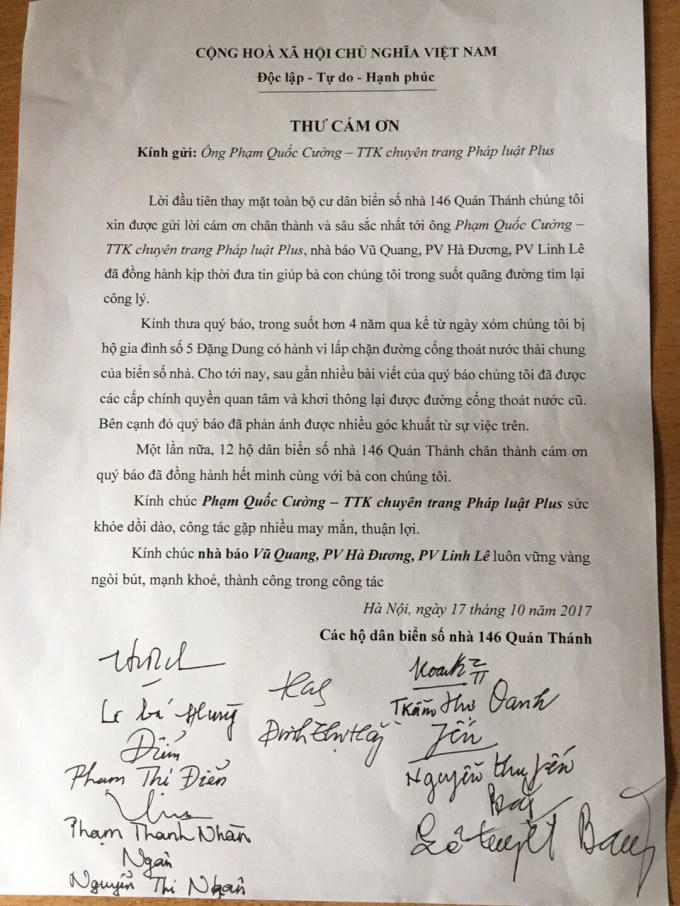 CỘNG HOÀ XÃ HỘI CHỦ NGHĨA VIỆT NAM
Độc lập - Tự do - Hạnh phúc
THƯ CÁM ƠN
Kính gửi: Ông Phạm Quốc Cường – TTK chuyên trang Pháp luật Plus
Lời đầu tiên thay mặt toàn bộ cư dân biển số nhà 146 Quán Thánh chúng tôi
xin được gửi lời cám ơn chân thành và sâu sắc nhất tới ông Phạm Quốc Cường –
TTK chuyên trang Pháp luật Plus, nhà báo Vũ Quang, PV Hà Đương, PV Linh Lê
đã đồng hành kịp thời đưa tin giúp bà con chúng tôi trong suốt quãng đường tìm lại
công lý.
Kính thưa quý báo, trong suốt hơn 4 năm qua kể từ ngày xóm chúng tôi bị
hộ gia đình số 5 Đặng Dung có hành vi lấp chặn đường cống thoát nước thải chung
của biển số nhà. Cho tới nay, sau gần nhiều bài viết của quý báo chúng tôi đã được
các cấp chính quyền quan tâm và khơi thông lại được đường cống thoát nước cũ.
Bên cạnh đó quý báo đã phản ánh được nhiều góc khuất từ sự việc trên.
Một lần nữa, 12 hộ dân biển số nhà 146 Quán Thánh chân thành cám ơn
quý báo đã đồng hành hết mình cùng với bà con chúng tôi.
Kính chúc Phạm Quốc Cường – TTK chuyên trang Pháp luật Plus sức
khỏe dồi dào, công tác gặp nhiều may mắn, thuận lợi.
Kính chúc nhà báo Vũ Quang, PV Hà Đương, PV Linh Lê luôn vững vàng
ngòi bút, mạnh khoẻ, thành công trong công tác
Hà Nội, ngày 17 tháng 10 năm 2017
Các hộ dân biển số nhà 146 Quán Thánh
Lê bá Hưng
Đinh Thị Hằng
Trần Thư Oanh
Điển
Yến
Phạm Thị Điển
Nguyễn thu yến
Phạm Thanh Nhàn
Ngân
Nguyễn Thị Ngân